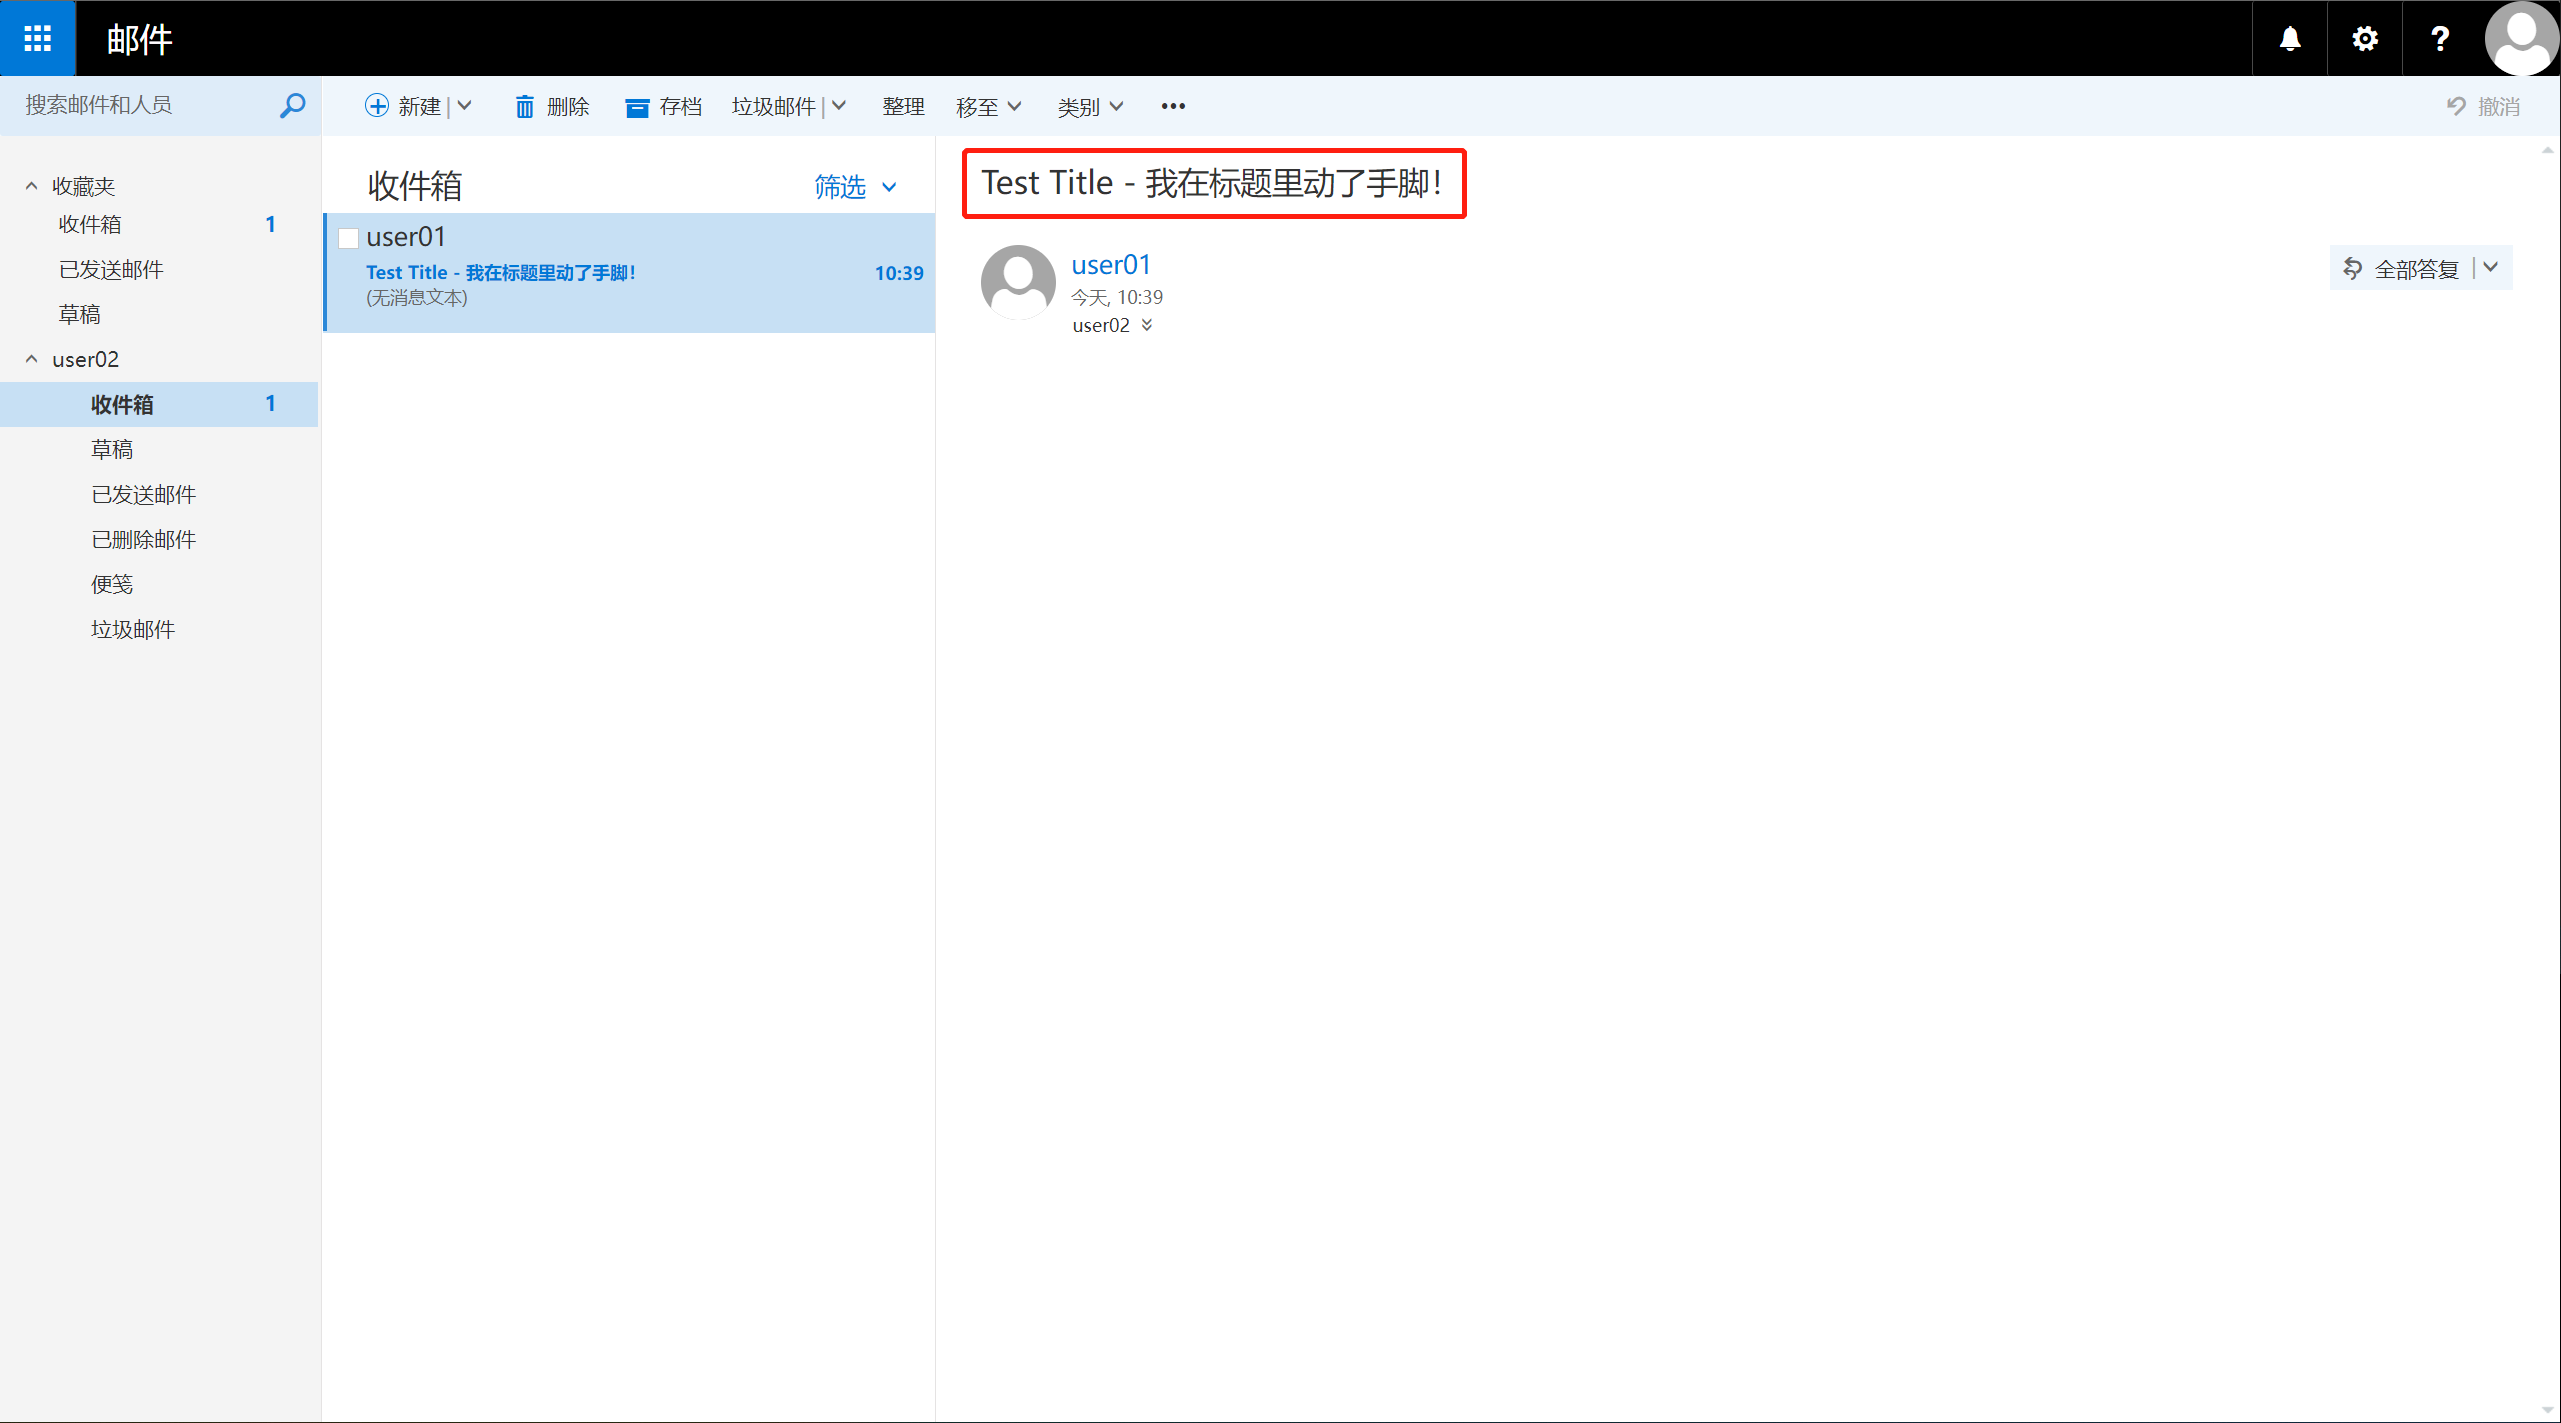 邮件
搜索邮件和人员
新建
删除
存档
垃圾邮件
整理
移至
类别
撤消
收藏夹
收件箱 1
已发送邮件
草稿
user02
收件箱 1
草稿
已发送邮件
已删除邮件
便笺
垃圾邮件
收件箱
筛选
user01
Test Title - 我在标题里动了手脚!
10:39
(无消息文本)
Test Title - 我在标题里动了手脚!
user01
今天, 10:39
user02
全部答复